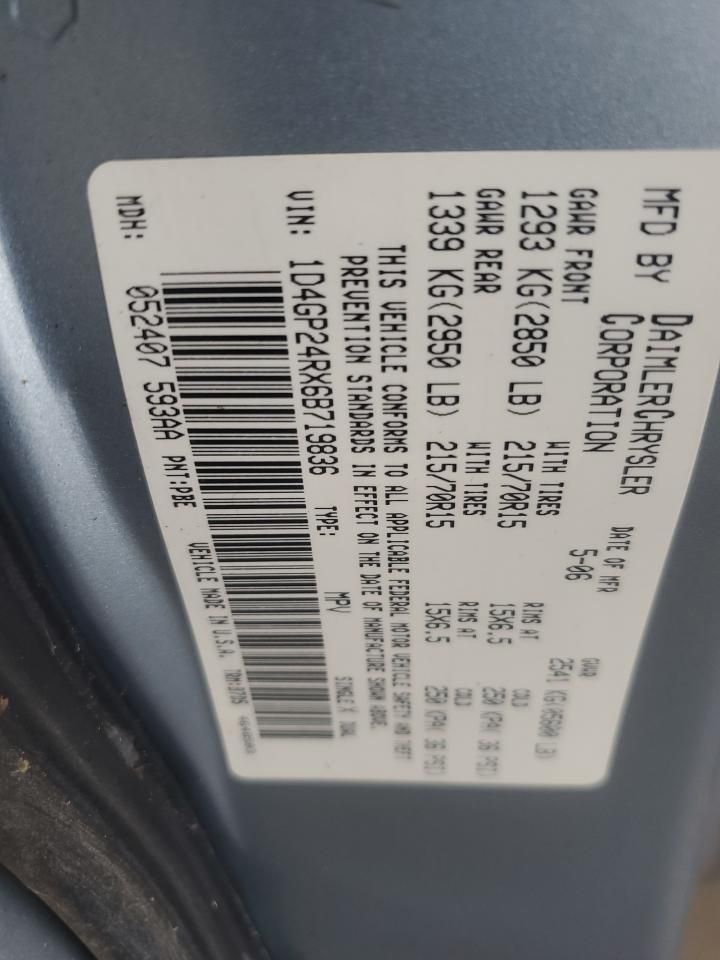 MFD BY DAIMLERCHRYSLER CORPORATION
DATE OF MFR 5-06
GVWR 2541 KG(05600 LB)
GAWR FRONT WITH TIRES RIMS AT COLD
1293 KG(2850 LB) 215/70R15 15X6.5 250 KPA( 36 PSI)
GAWR REAR WITH TIRES RIMS AT COLD
1339 KG(2950 LB) 215/70R15 15X6.5 250 KPA( 36 PSI)
THIS VEHICLE CONFORMS TO ALL APPLICABLE FEDERAL MOTOR VEHICLE SAFETY AND THEFT
PREVENTION STANDARDS IN EFFECT ON THE DATE OF MANUFACTURE SHOWN ABOVE.
VIN: 1D4GP24RX6B719836 TYPE: MPV SINGLE X DUAL
MDH: 052407 593AA PNT:DBE VEHICLE MADE IN U.S.A.